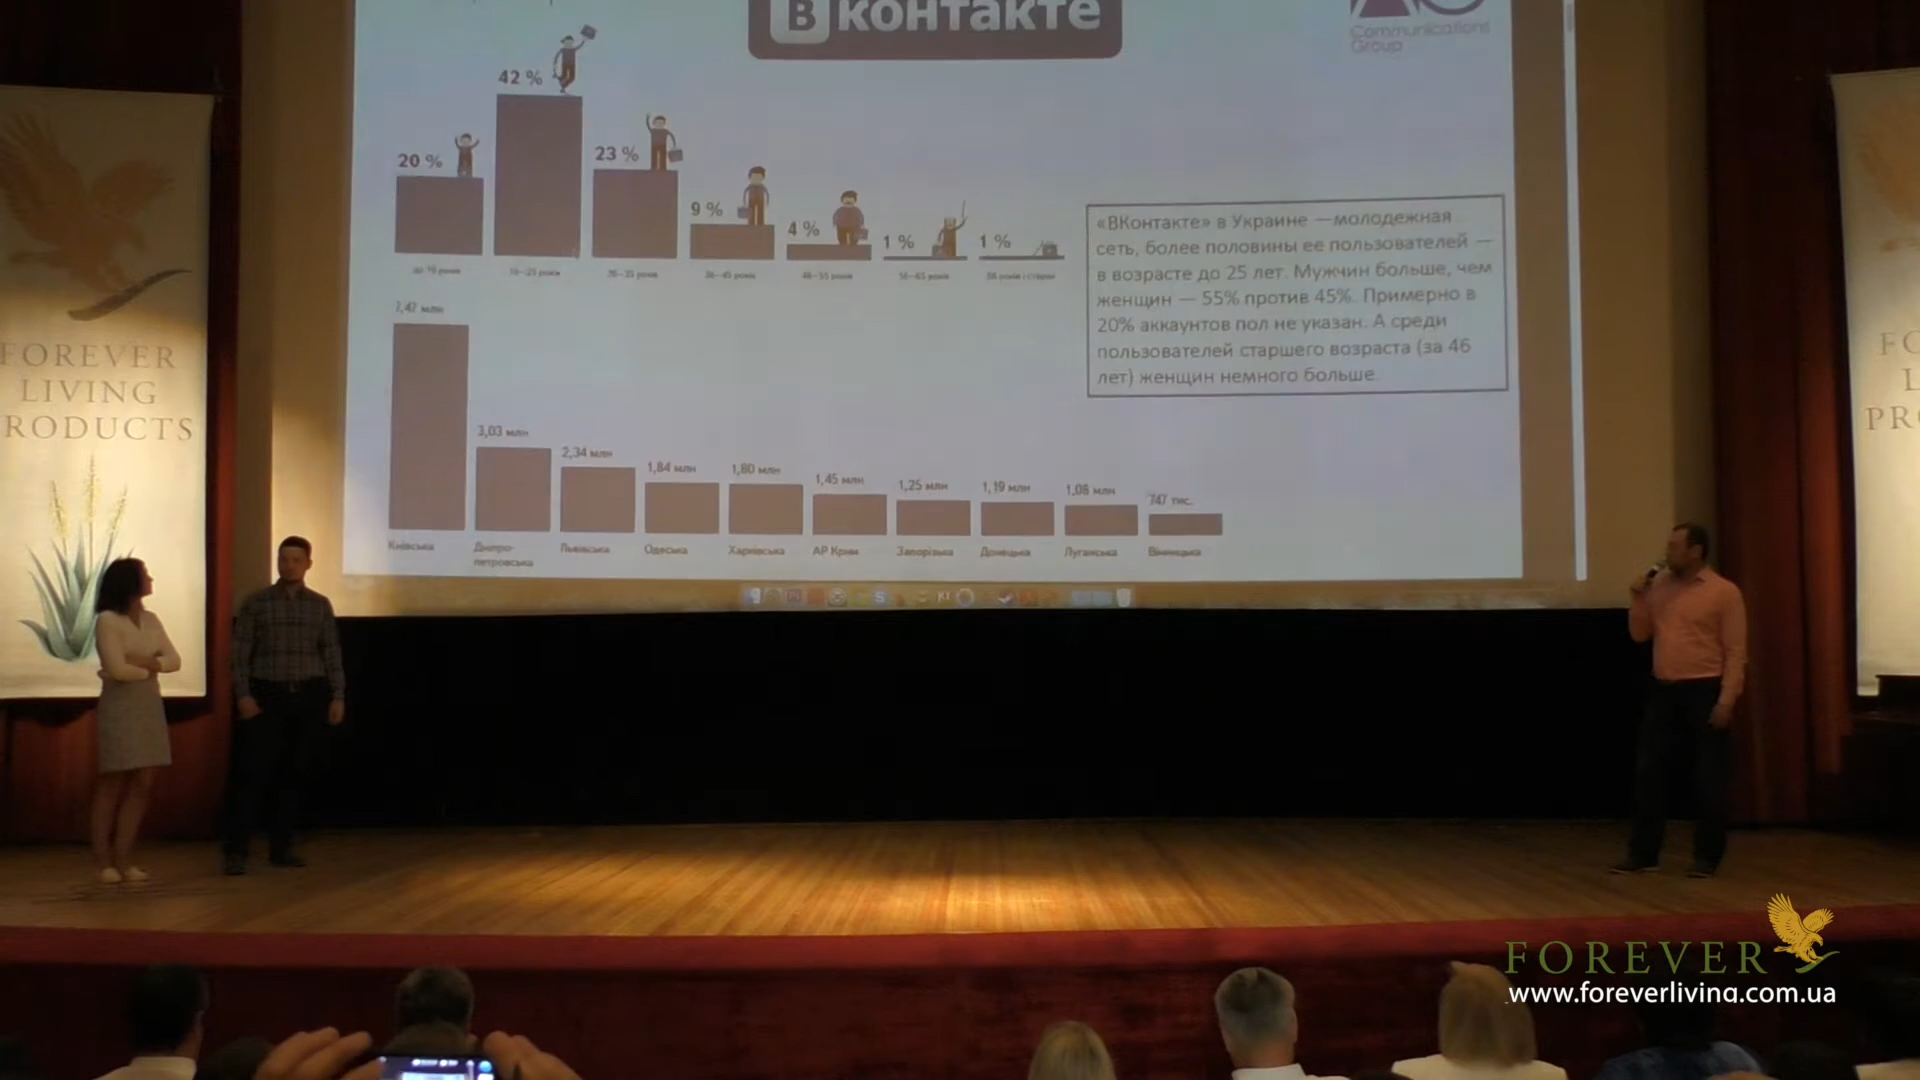 В контакте
Communications
Group
42 %
20 %
23 %
9 %
4 %
1 %
1 %
«ВКонтакте» в Украине —молодежная
сеть, более половины ее пользователей —
в возрасте до 25 лет. Мужчин больше, чем
женщин — 55% против 45%. Примерно в
20% аккаунтов пол не указан. А среди
пользователей старшего возраста (за 46
лет) женщин немного больше.
3,03 млн
2,34 млн
1,84 млн
1,80 млн
1,45 млн
1,25 млн
1,19 млн
1,08 млн
747 тис.
Київська
Дніпро-
петровська
Львівська
Одеська
Харківська
АР Крим
Запорізька
Донецька
Луганська
Вінницька
FOREVER
LIVING
PRODUCTS
FOREVER
www.foreverliving.com.ua